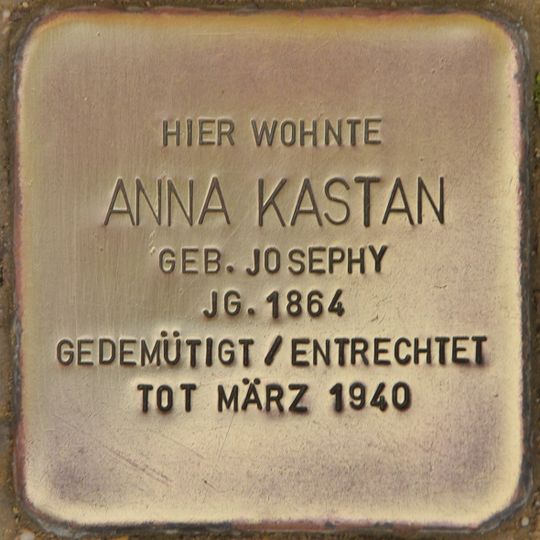 HIER WOHNTE
ANNA KASTAN
GEB. JOSEPHY
JG. 1864
GEDEMÜTIGT / ENTRECHTET
TOT MÄRZ 1940